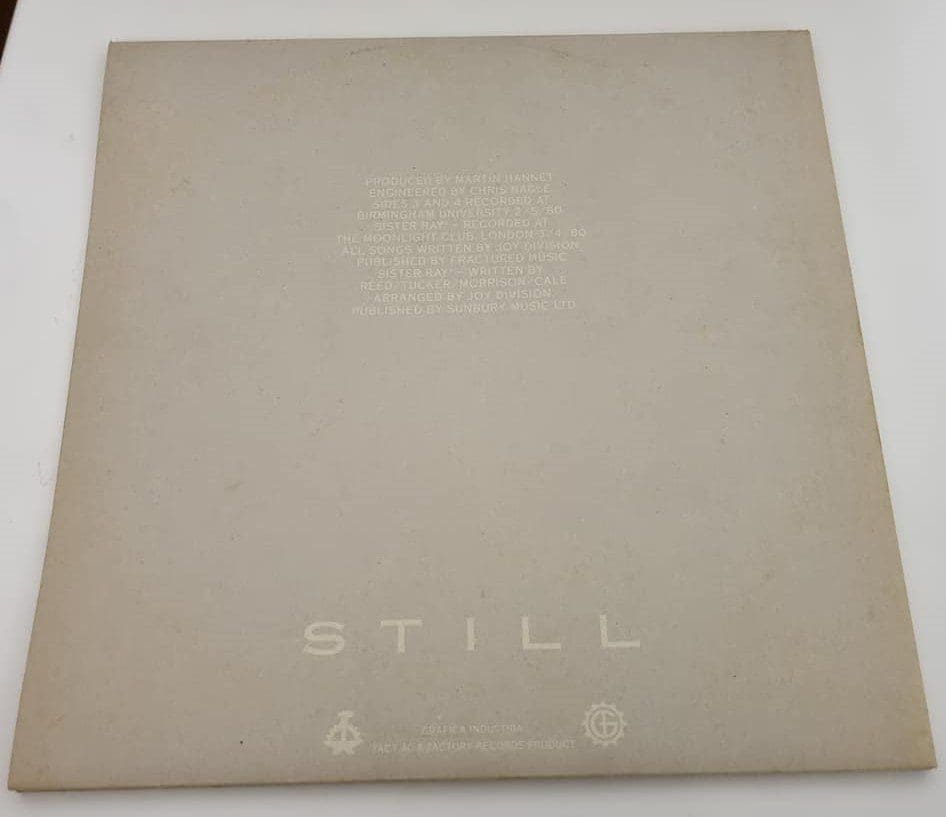 PRODUCED BY MARTIN HANNET
ENGINEERED BY CHRIS NAGLE
SIDES 3 AND 4 RECORDED AT
BIRMINGHAM UNIVERSITY 2/5/80
'SISTER RAY' – RECORDED AT
THE MOONLIGHT CLUB, LONDON 3/4/80
ALL SONGS WRITTEN BY JOY DIVISION
PUBLISHED BY FRACTURED MUSIC
'SISTER RAY' – WRITTEN BY
REED/TUCKER/MORRISON/CALE
ARRANGED BY JOY DIVISION
PUBLISHED BY SUNBURY MUSIC LTD
STILL
GRAFICA INDUSTRIA
FACT 40 A FACTORY RECORDS PRODUCT